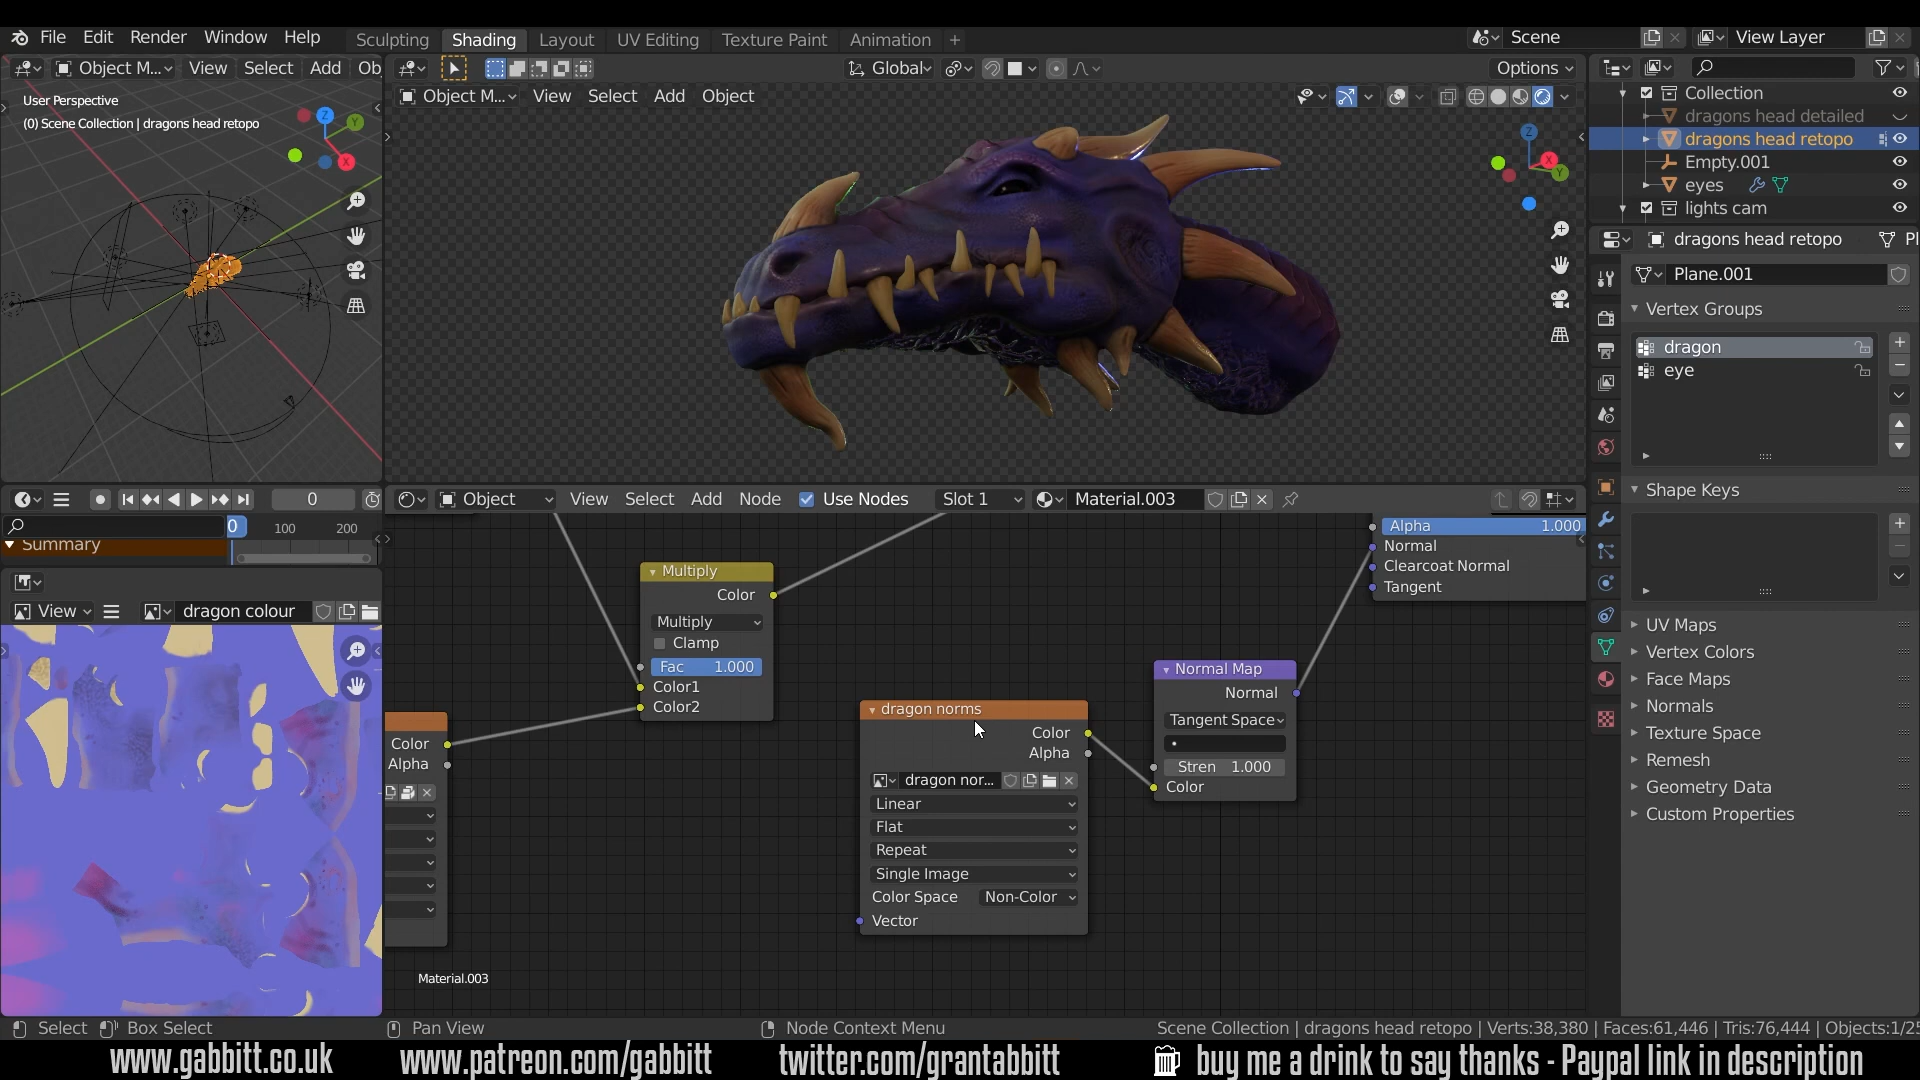 File Edit Render Window Help Sculpting Shading Layout UV Editing Texture Paint Animation + Scene View Layer
Object M... View Select Add Ob
Global Options
User Perspective
(0) Scene Collection | dragons head retopo
Object M... View Select Add Object
Collection
dragons head detailed
dragons head retopo
Empty.001
eyes
lights cam
dragons head retopo Pl
Plane.001
Vertex Groups
dragon
eye
Shape Keys
UV Maps
Vertex Colors
Face Maps
Normals
Texture Space
Remesh
Geometry Data
Custom Properties
0
0 100 200
Summary
View dragon colour
Object View Select Add Node Use Nodes Slot 1 Material.003
Alpha 1.000
Normal
Clearcoat Normal
Tangent
Multiply
Color
Multiply
Clamp
Fac 1.000
Color1
Color2
Color
Alpha
dragon norms
Color
Alpha
dragon nor...
Linear
Flat
Repeat
Single Image
Color Space Non-Color
Vector
Normal Map
Normal
Tangent Space
Stren 1.000
Color
Material.003
Select Box Select Pan View Node Context Menu Scene Collection | dragons head retopo | Verts:38,380 | Faces:61,446 | Tris:76,444 | Objects:1/25
www.gabbitt.co.uk www.patreon.com/gabbitt twitter.com/grantabbitt buy me a drink to say thanks - Paypal link in description
X
Y
Z
X
Y
Z